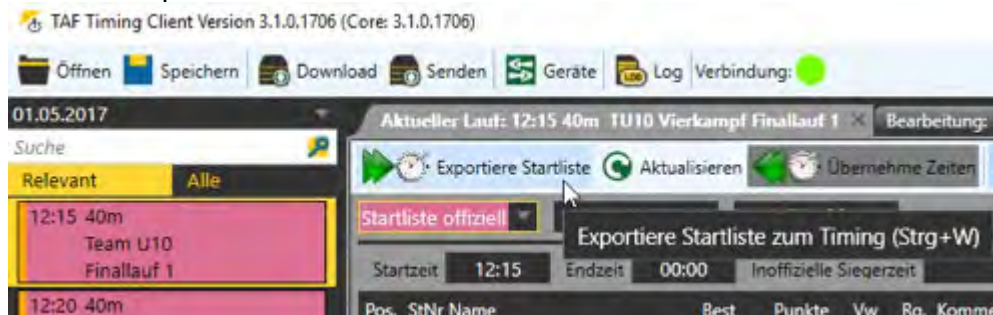 TAF Timing Client Version 3.1.0.1706 (Core: 3.1.0.1706)
Öffnen Speichern Download Senden Geräte Log Verbindung:
01.05.2017
Aktueller Lauf: 12:15 40m TU10 Vierkampf Finallauf 1 Bearbeitung:
Suche
Exportiere Startliste Aktualisieren Übernehme Zeiten
Relevant Alle
12:15 40m
Team U10
Finallauf 1
Startliste offiziell
Exportiere Startliste zum Timing (Strg+W)
Startzeit 12:15 Endzeit 00:00 Inoffizielle Siegerzeit
12:20 40m
Pos. StNr Name Best Punkte Vw Rg. Komme